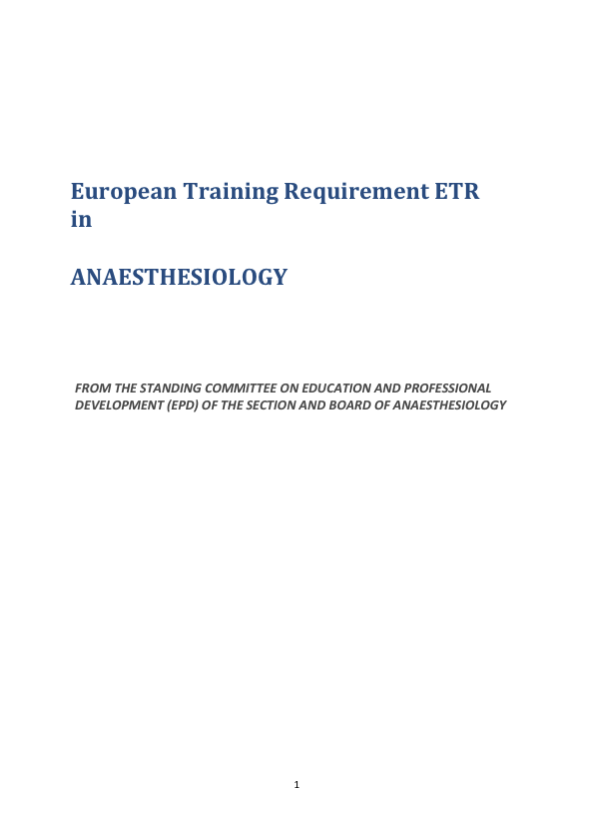 European Training Requirement ETR
in
ANAESTHESIOLOGY
FROM THE STANDING COMMITTEE ON EDUCATION AND PROFESSIONAL
DEVELOPMENT (EPD) OF THE SECTION AND BOARD OF ANAESTHESIOLOGY
1